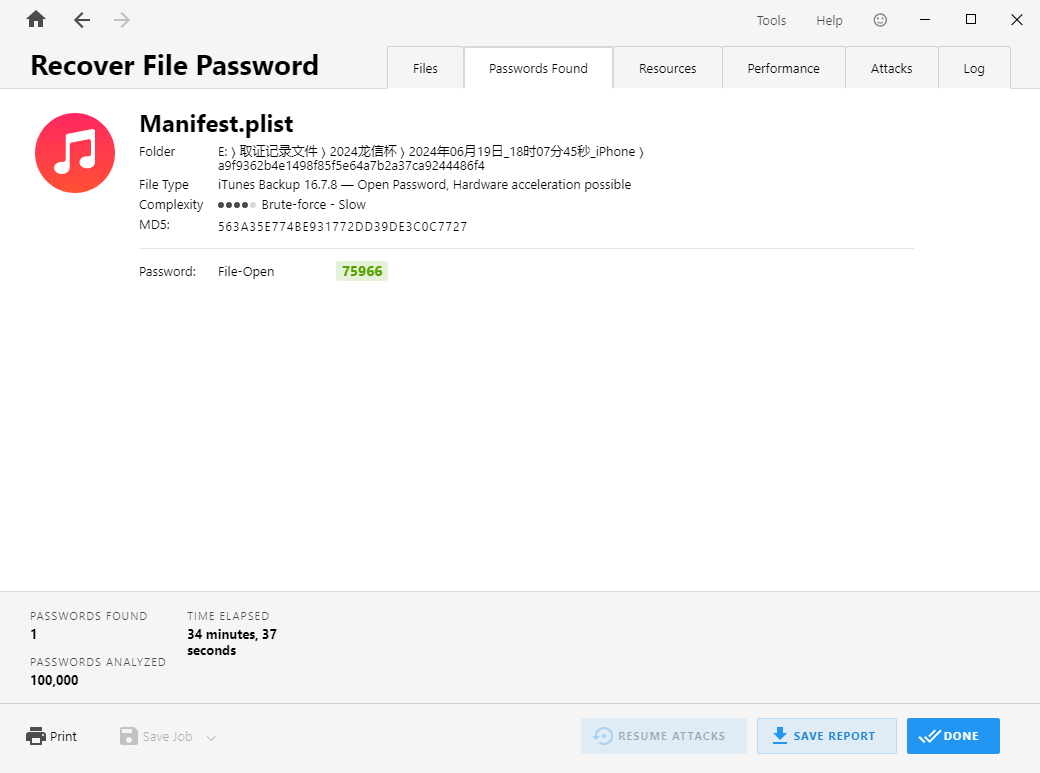 Tools Help
Recover File Password
Files Passwords Found Resources Performance Attacks Log
Manifest.plist
Folder E: ⟩ 取证记录文件 ⟩ 2024龙信杯 ⟩ 2024年06月19日_18时07分45秒_iPhone ⟩
a9f9362b4e1498f85f5e64a7b2a37ca9244486f4
File Type iTunes Backup 16.7.8 — Open Password, Hardware acceleration possible
Complexity Brute-force - Slow
MD5: 563A35E774BE931772DD39DE3C0C7727
Password: File-Open 75966
PASSWORDS FOUND TIME ELAPSED
1 34 minutes, 37
seconds
PASSWORDS ANALYZED
100,000
Print Save Job RESUME ATTACKS SAVE REPORT DONE